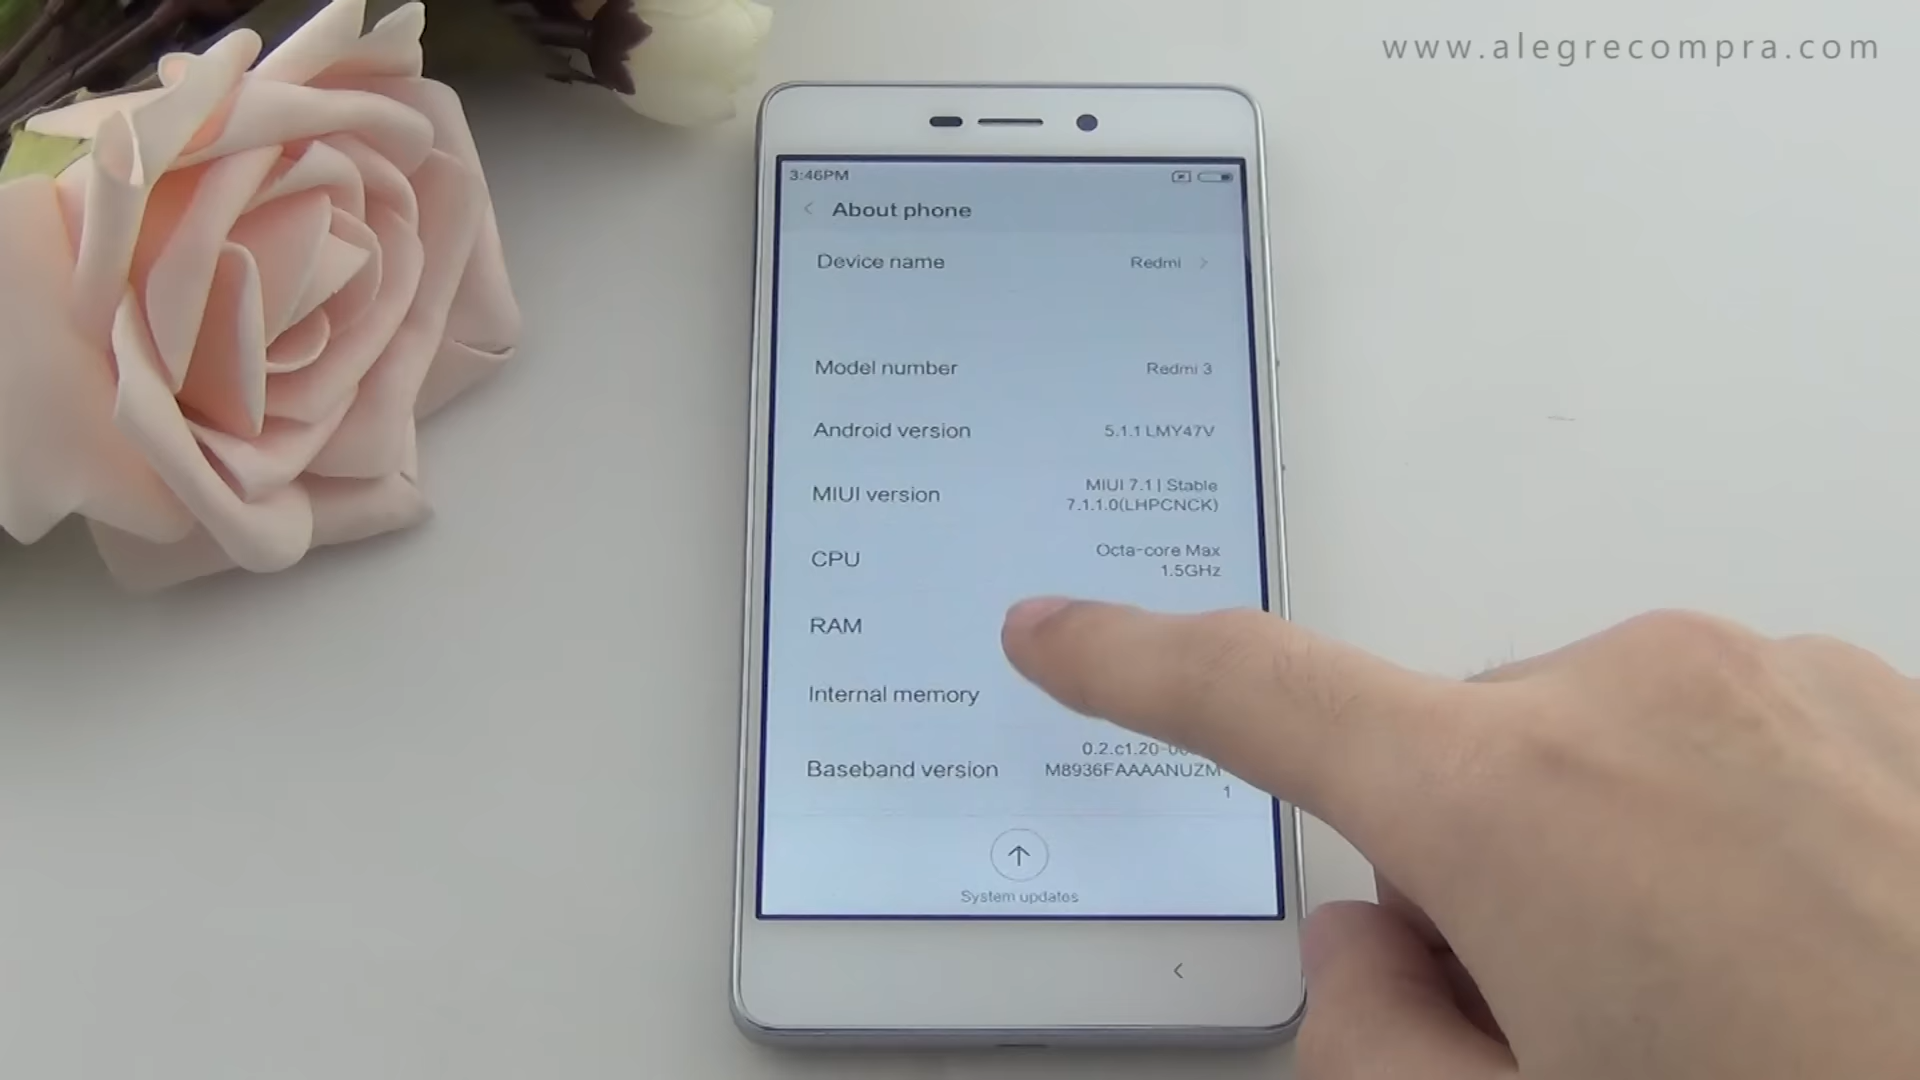 www.alegrecompra.com
3:46PM
About phone
Device name Redmi
Model number Redmi 3
Android version 5.1.1 LMY47V
MIUI version MIUI 7.1 | Stable
7.1.1.0(LHPCNCK)
CPU Octa-core Max
1.5GHz
RAM
Internal memory
Baseband version M8936FAAAANUZM
1
System updates